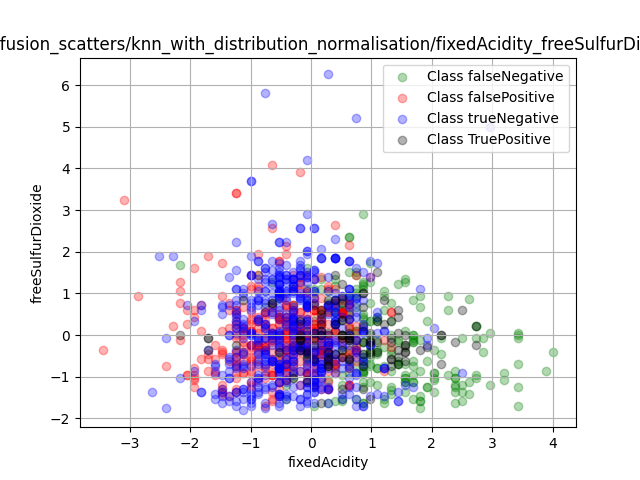 fusion_scatters/knn_with_distribution_normalisation/fixedAcidity_freeSulfurDi
Class falseNegative
Class falsePositive
Class trueNegative
Class TruePositive
freeSulfurDioxide
6
5
4
3
2
1
0
−1
−2
−3
−2
−1
0
1
2
3
4
fixedAcidity